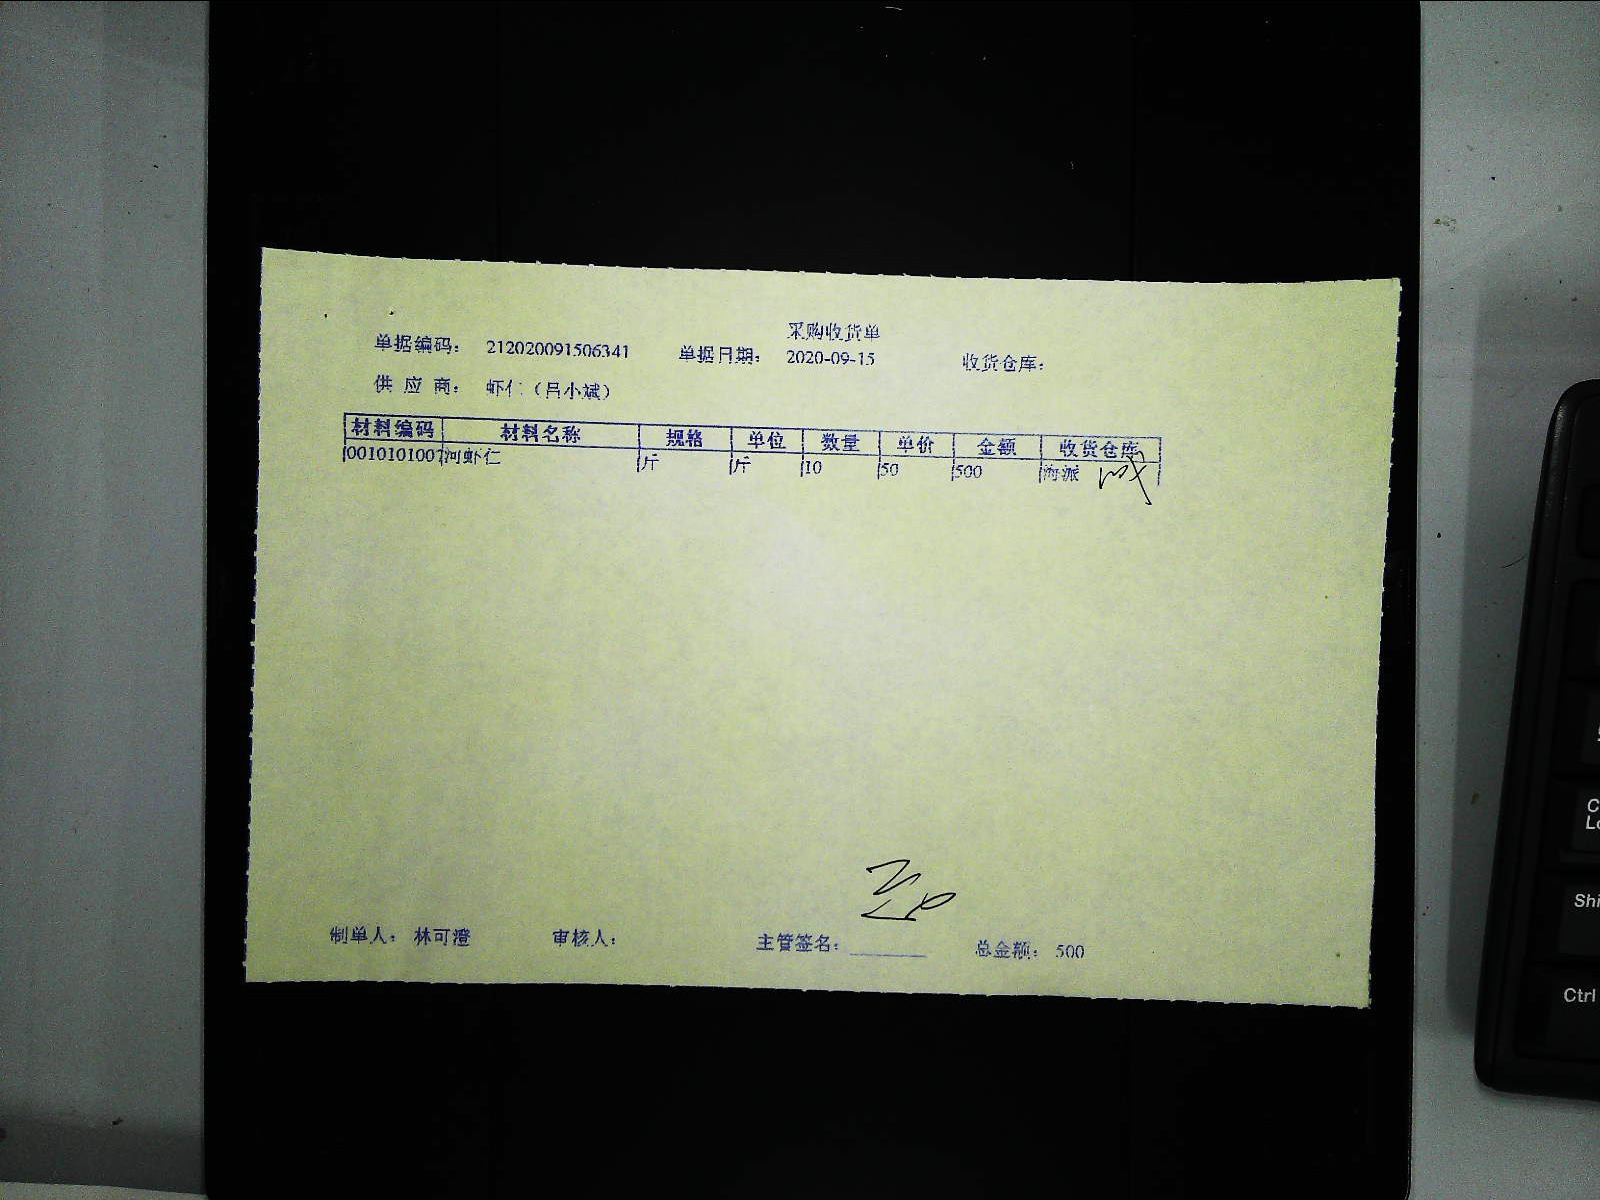 采购收货单
单据编码： 212020091506341 单据日期： 2020-09-15 收货仓库：
供 应 商： 虾仁（吕小斌）
材料编码 材料名称 规格 单位 数量 单价 金额 收货仓库
0010101007 河虾仁 斤 斤 10 50 500 海派
制单人： 林可澄 审核人： 主管签名： 总金额： 500
Shi
Ctrl